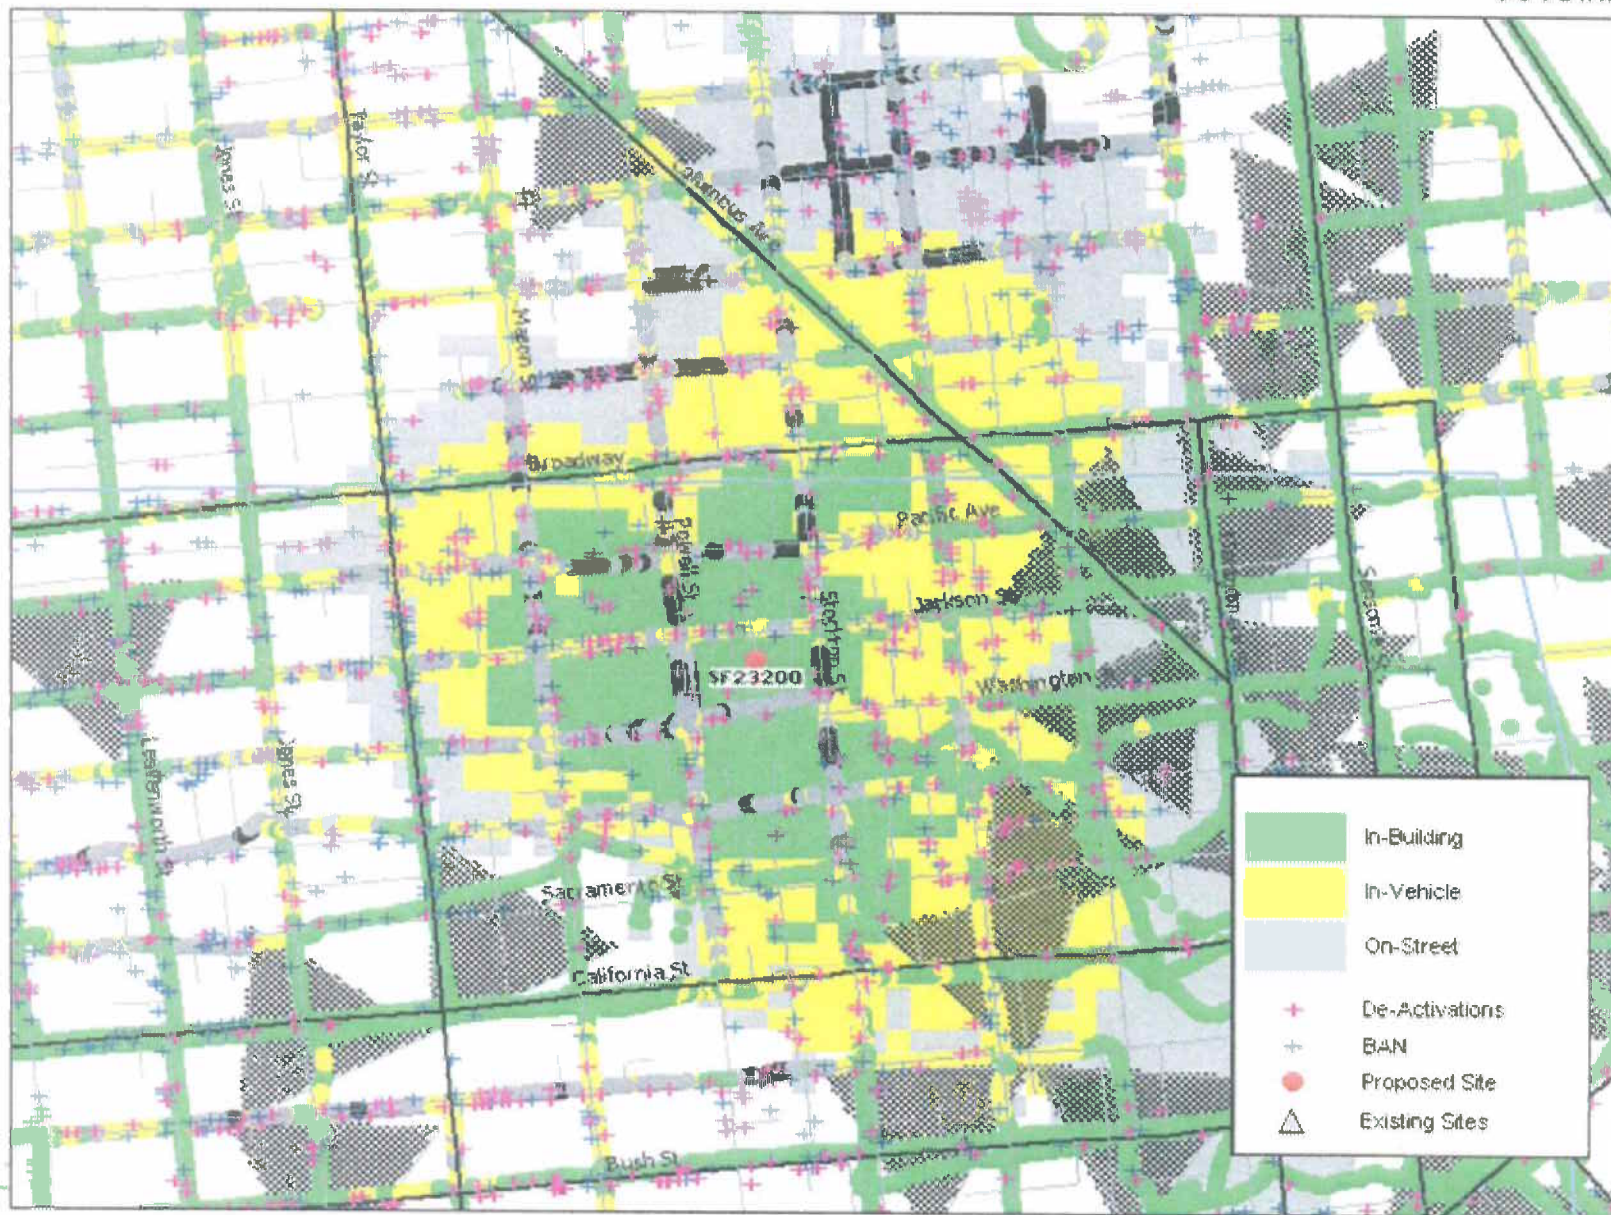 Taylor St
Jones St
Columbus Av
Mason St
Broadway
Powell St
Pacific Ave
Stockton St
Jackson St
SF23200
Washington
Leavenworth St
Jones St
Sacramento St
California St
Bush St
In-Building
In-Vehicle
On-Street
De-Activations
BAN
Proposed Site
Existing Sites